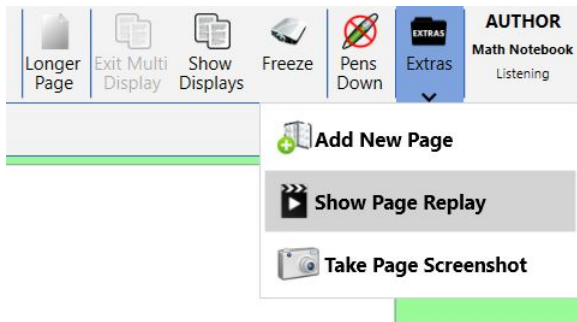 Longer
Page
Exit Multi
Display
Show
Displays
Freeze
Pens
Down
EXTRAS
Extras
AUTHOR
Math Notebook
Listening
Add New Page
Show Page Replay
Take Page Screenshot